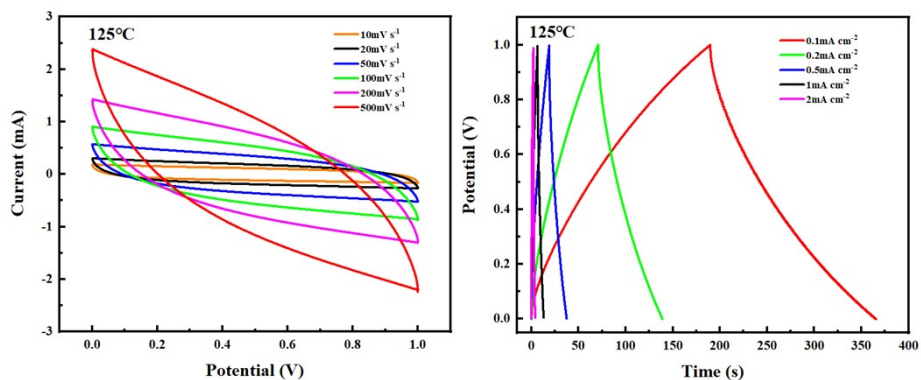 125°C
10mV s⁻¹
20mV s⁻¹
50mV s⁻¹
100mV s⁻¹
200mV s⁻¹
500mV s⁻¹
3
2
1
0
-1
-2
-3
Current (mA)
0.0 0.2 0.4 0.6 0.8 1.0
Potential (V)
125°C
0.1mA cm⁻²
0.2mA cm⁻²
0.5mA cm⁻²
1mA cm⁻²
2mA cm⁻²
1.0
0.8
0.6
0.4
0.2
0.0
Potential (V)
0 50 100 150 200 250 300 350 400
Time (s)